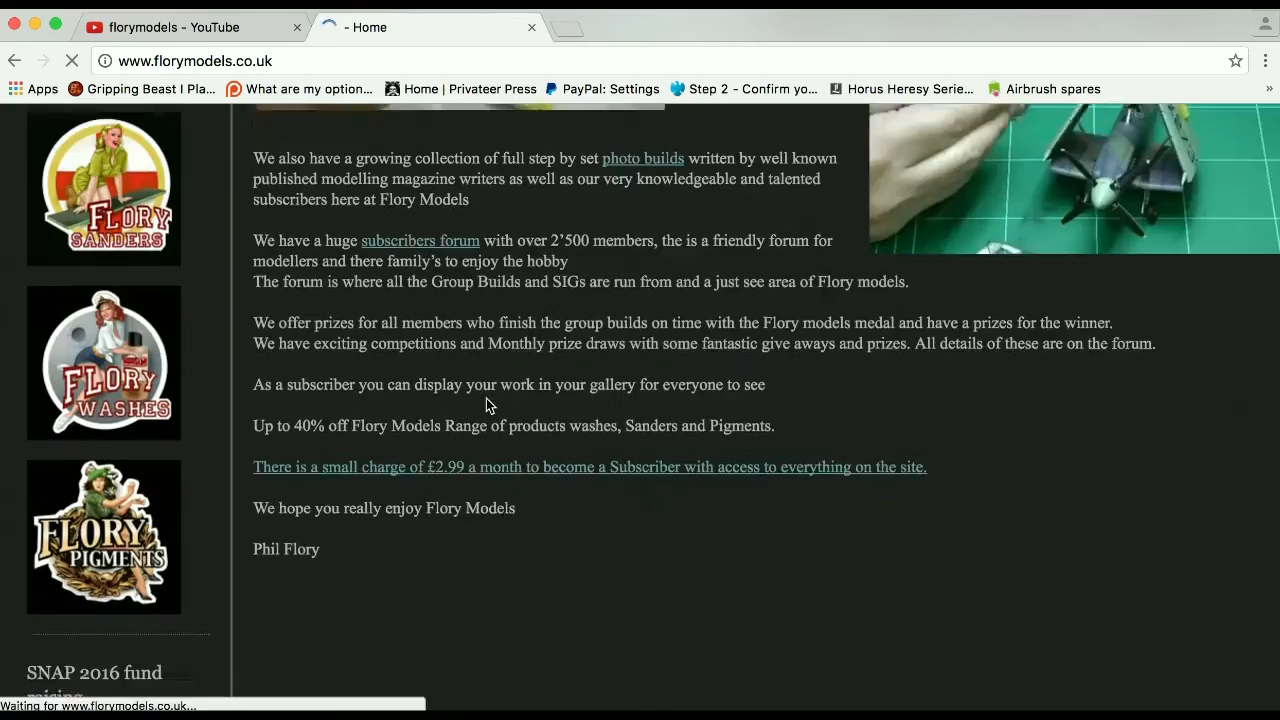 florymodels - YouTube
- Home
www.florymodels.co.uk
Apps
Gripping Beast I Pla...
What are my option...
Home | Privateer Press
PayPal: Settings
Step 2 - Confirm yo...
Horus Heresy Serie...
Airbrush spares
»
FLORY
SANDERS
FLORY
WASHES
FLORY
PIGMENTS
SNAP 2016 fund
raising
We also have a growing collection of full step by set photo builds written by well known
published modelling magazine writers as well as our very knowledgeable and talented
subscribers here at Flory Models
We have a huge subscribers forum with over 2’500 members, the is a friendly forum for
modellers and there family’s to enjoy the hobby
The forum is where all the Group Builds and SIGs are run from and a just see area of Flory models.
We offer prizes for all members who finish the group builds on time with the Flory models medal and have a prizes for the winner.
We have exciting competitions and Monthly prize draws with some fantastic give aways and prizes. All details of these are on the forum.
As a subscriber you can display your work in your gallery for everyone to see
Up to 40% off Flory Models Range of products washes, Sanders and Pigments.
There is a small charge of £2.99 a month to become a Subscriber with access to everything on the site.
We hope you really enjoy Flory Models
Phil Flory
Waiting for www.florymodels.co.uk...